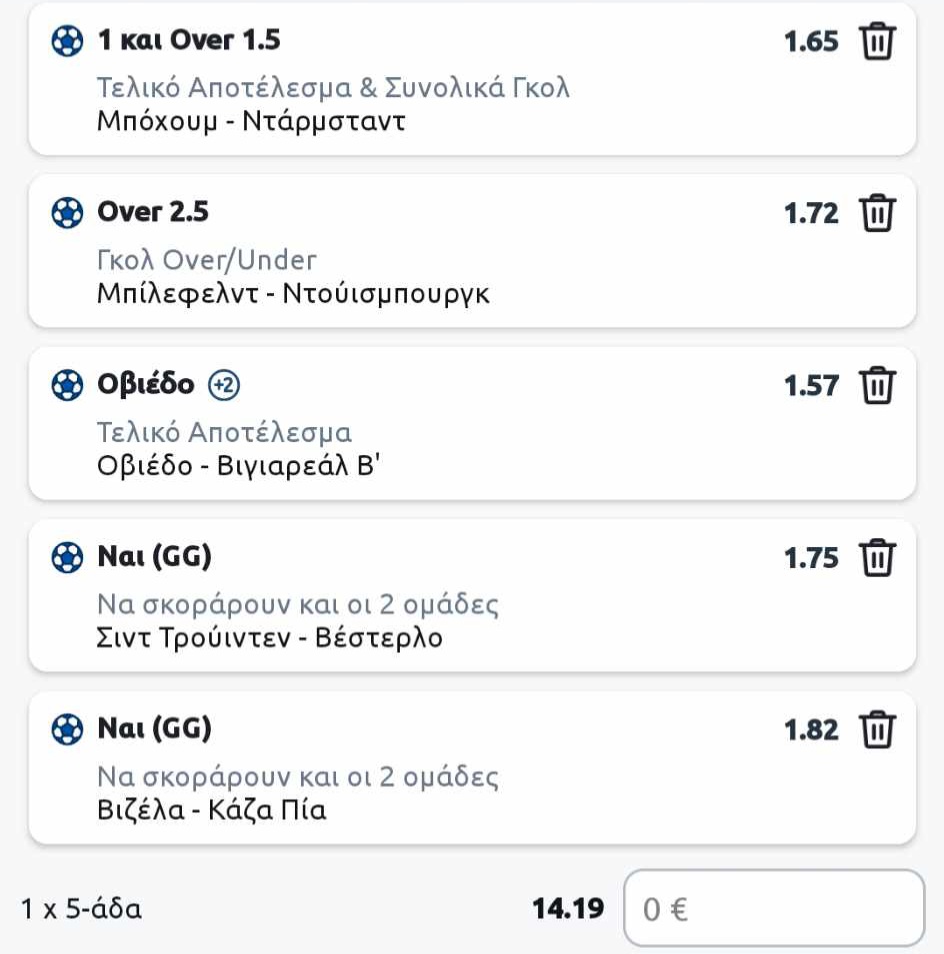 1 και Over 1.5 1.65
Τελικό Αποτέλεσμα & Συνολικά Γκολ
Μπόχουμ - Ντάρμσταντ
Over 2.5 1.72
Γκολ Over/Under
Μπίλεφελντ - Ντούισμπουργκ
Οβιέδο +2 1.57
Τελικό Αποτέλεσμα
Οβιέδο - Βιγιαρεάλ Β'
Ναι (GG) 1.75
Να σκοράρουν και οι 2 ομάδες
Σιντ Τρούιντεν - Βέστερλο
Ναι (GG) 1.82
Να σκοράρουν και οι 2 ομάδες
Βιζέλα - Κάζα Πία
1 x 5-άδα 14.19 0 €